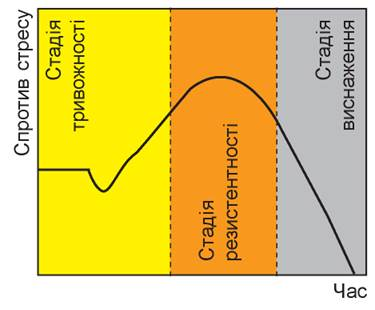 Спротив стресу
Стадія
тривожності
Стадія
резистентності
Стадія
виснаження
Час